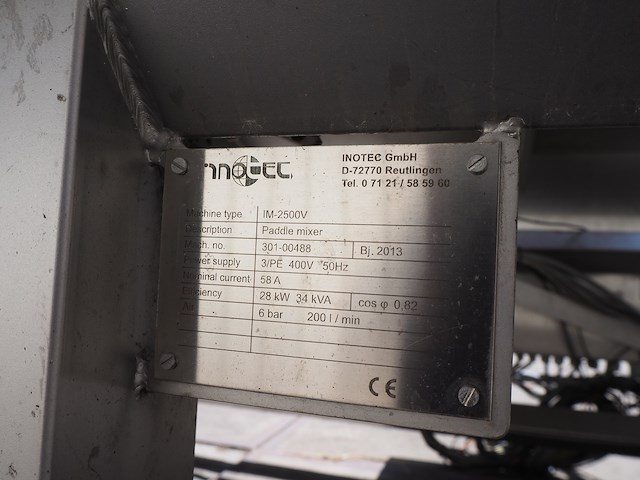 inotec
INOTEC GmbH
D-72770 Reutlingen
Tel. 0 71 21 / 58 59 60
Machine type IM-2500V
Description Paddle mixer
Mach. no. 301-00488 Bj. 2013
Power supply 3/PE 400V 50Hz
Nominal current 58 A
Efficiency 28 kW 34 kVA cos φ 0,82
Air 6 bar 200 l / min
CE